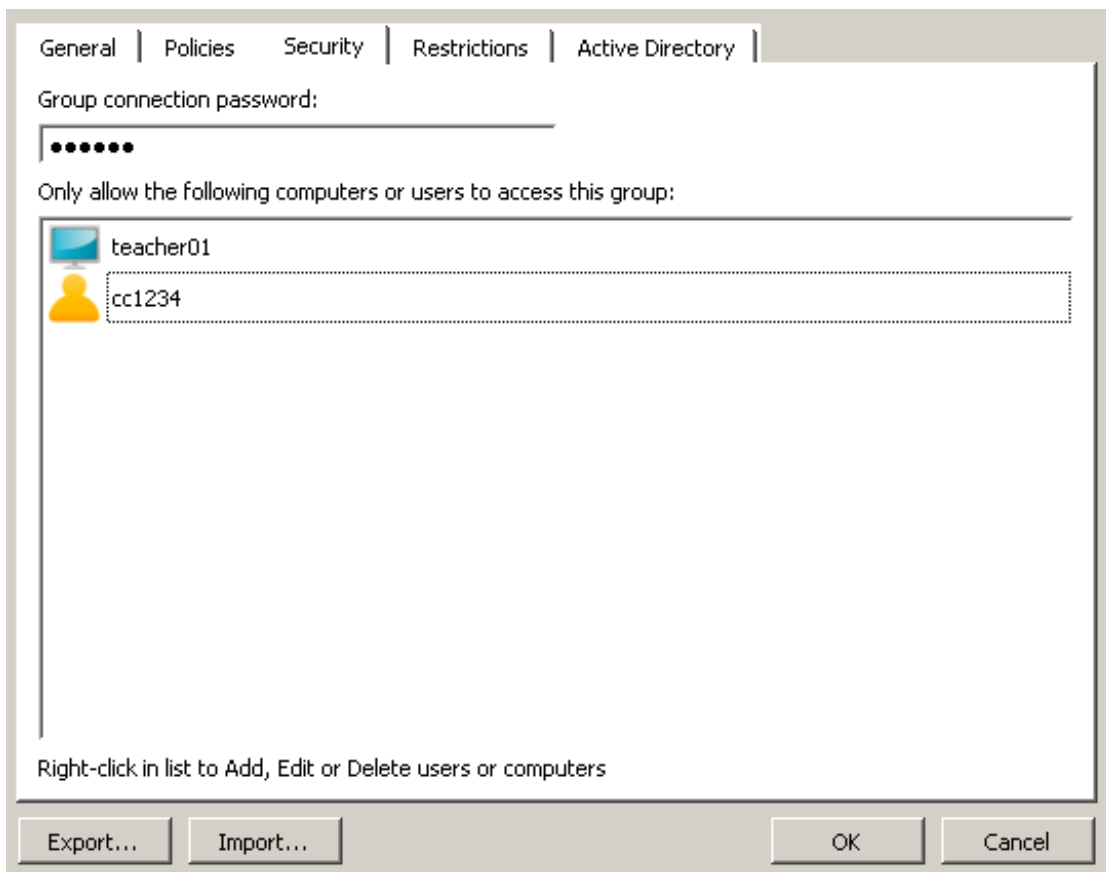 General Policies Security Restrictions Active Directory
Group connection password:
••••••
Only allow the following computers or users to access this group:
teacher01
cc1234
Right-click in list to Add, Edit or Delete users or computers
Export... Import... OK Cancel